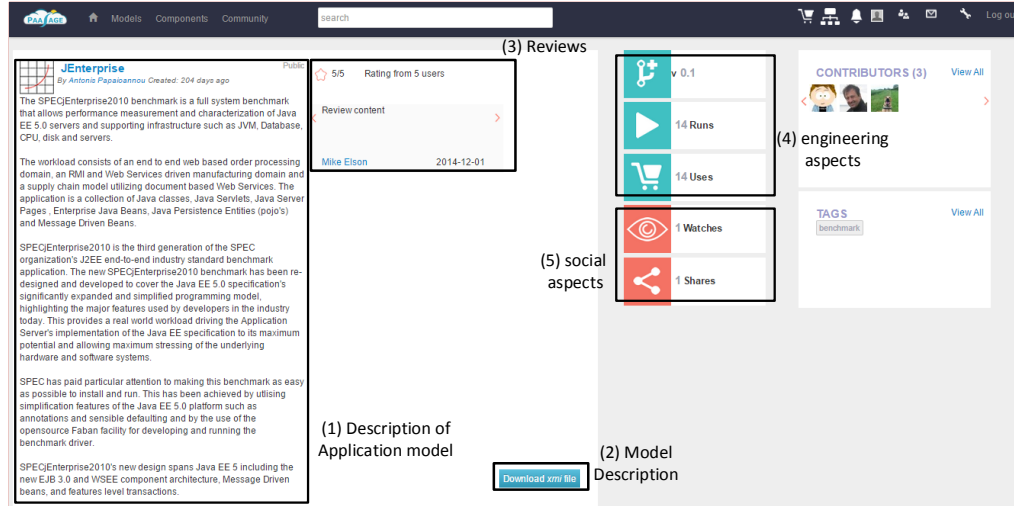 PAASAGE Models Components Community search Log ou
(3) Reviews
JEnterprise Public
By Antonis Papaioannou Created: 204 days ago
The SPECjEnterprise2010 benchmark is a full system benchmark
that allows performance measurement and characterization of Java
EE 5.0 servers and supporting infrastructure such as JVM, Database,
CPU, disk and servers.
The workload consists of an end to end web based order processing
domain, an RMI and Web Services driven manufacturing domain and
a supply chain model utilizing document based Web Services. The
application is a collection of Java classes, Java Servlets, Java Server
Pages , Enterprise Java Beans, Java Persistence Entities (pojo's)
and Message Driven Beans.
SPECjEnterprise2010 is the third generation of the SPEC
organization's J2EE end-to-end industry standard benchmark
application. The new SPECjEnterprise2010 benchmark has been re-
designed and developed to cover the Java EE 5.0 specification's
significantly expanded and simplified programming model,
highlighting the major features used by developers in the industry
today. This provides a real world workload driving the Application
Server's implementation of the Java EE specification to its maximum
potential and allowing maximum stressing of the underlying
hardware and software systems.
SPEC has paid particular attention to making this benchmark as easy
as possible to install and run. This has been achieved by utlising
simplification features of the Java EE 5.0 platform such as
annotations and sensible defaulting and by the use of the
opensource Faban facility for developing and running the
benchmark driver.
SPECjEnterprise2010's new design spans Java EE 5 including the
new EJB 3.0 and WSEE component architecture, Message Driven
beans, and features level transactions.
5/5 Rating from 5 users
Review content
Mike Elson 2014-12-01
(1) Description of
Application model
(2) Model
Description
Download xmi file
v 0.1
14 Runs
14 Uses
(4) engineering
aspects
1 Watches
1 Shares
(5) social
aspects
CONTRIBUTORS (3) View All
TAGS View All
benchmark